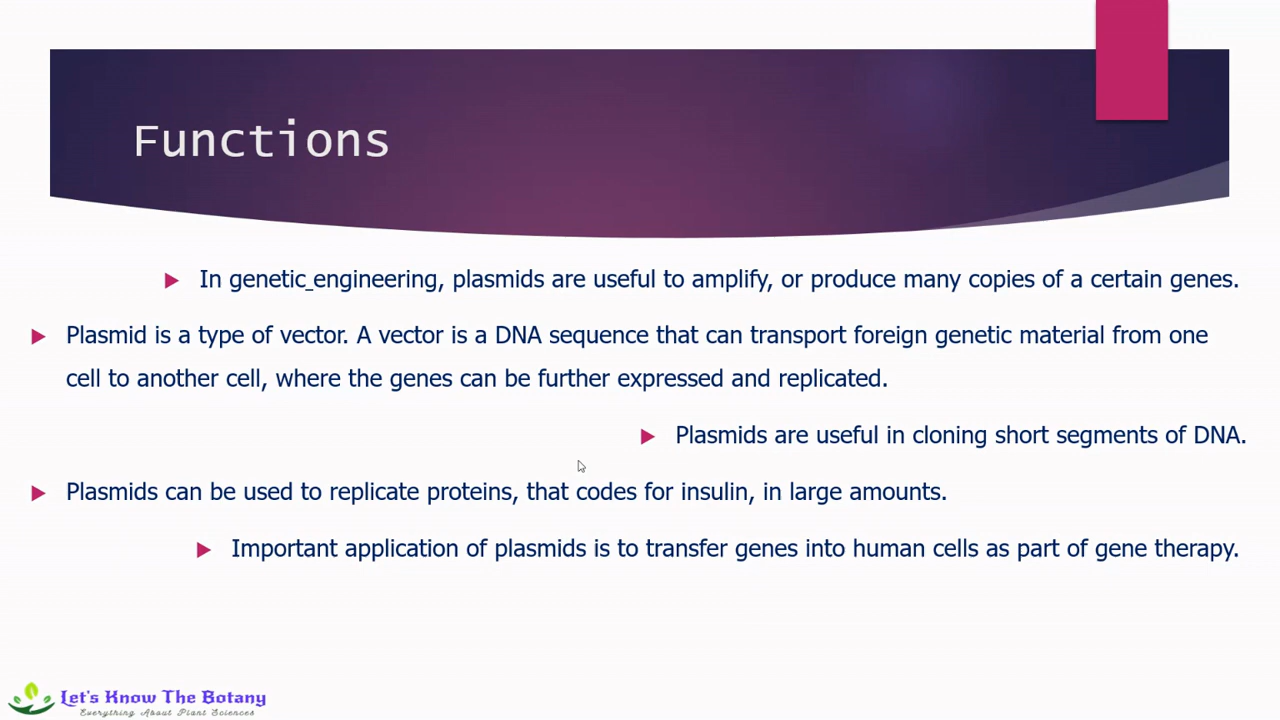 Functions
In genetic_engineering, plasmids are useful to amplify, or produce many copies of a certain genes.
Plasmid is a type of vector. A vector is a DNA sequence that can transport foreign genetic material from one
cell to another cell, where the genes can be further expressed and replicated.
Plasmids are useful in cloning short segments of DNA.
Plasmids can be used to replicate proteins, that codes for insulin, in large amounts.
Important application of plasmids is to transfer genes into human cells as part of gene therapy.
Let's Know The Botany
Everything About Plant Sciences